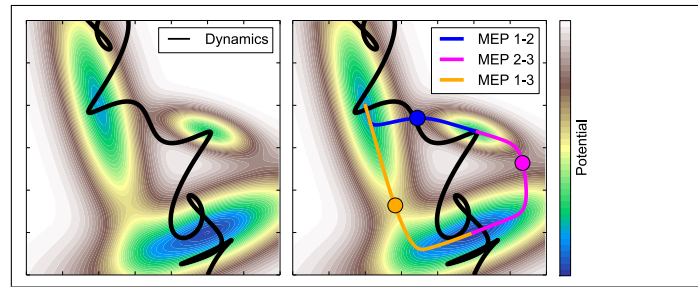 Dynamics
MEP 1-2
MEP 2-3
MEP 1-3
Potential